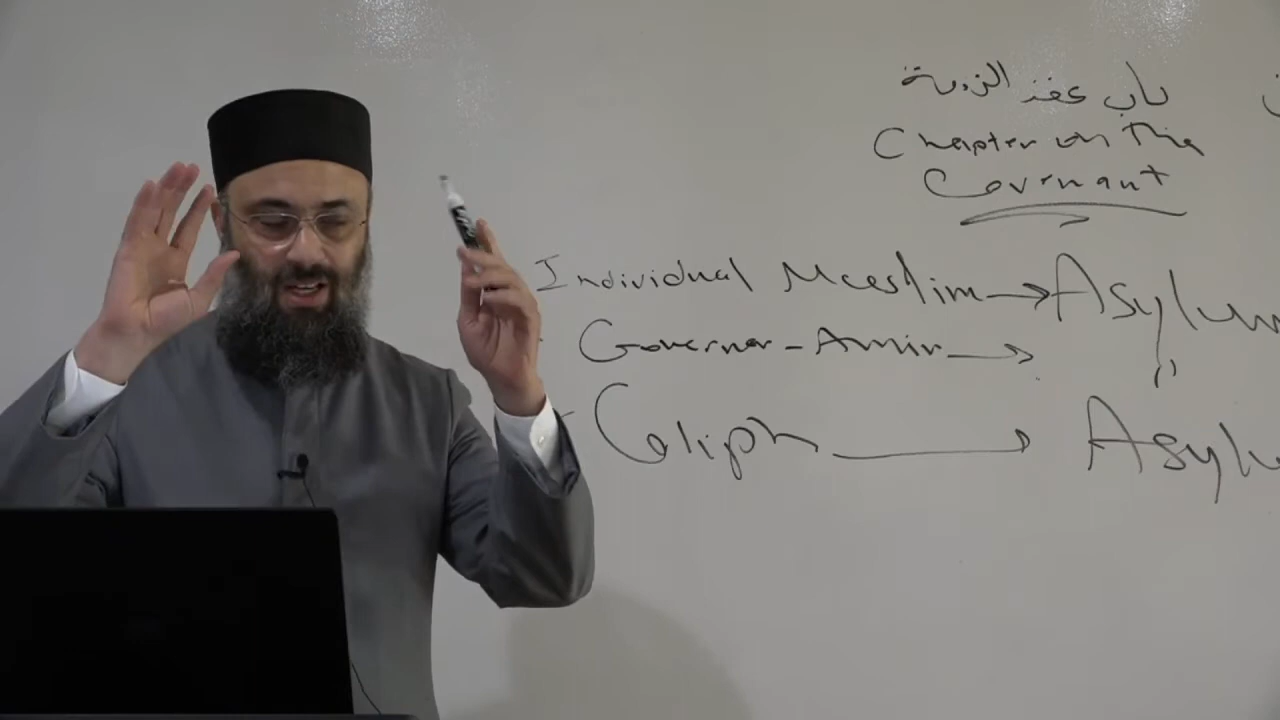 باب عقد الذمة
Chapter on the
Covenant
Individual Muslim → Asylum
Governor - Amir → "
Caliph → Asylu